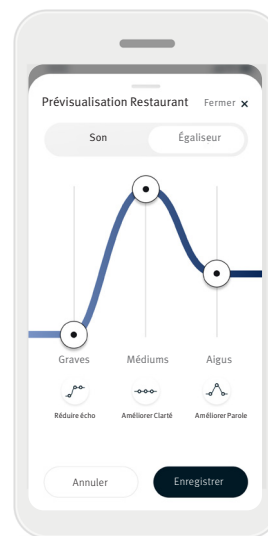 Prévisualisation Restaurant Fermer ×
Son Égaliseur
Graves Médiums Aigus
Réduire écho Améliorer Clarté Améliorer Parole
Annuler Enregistrer